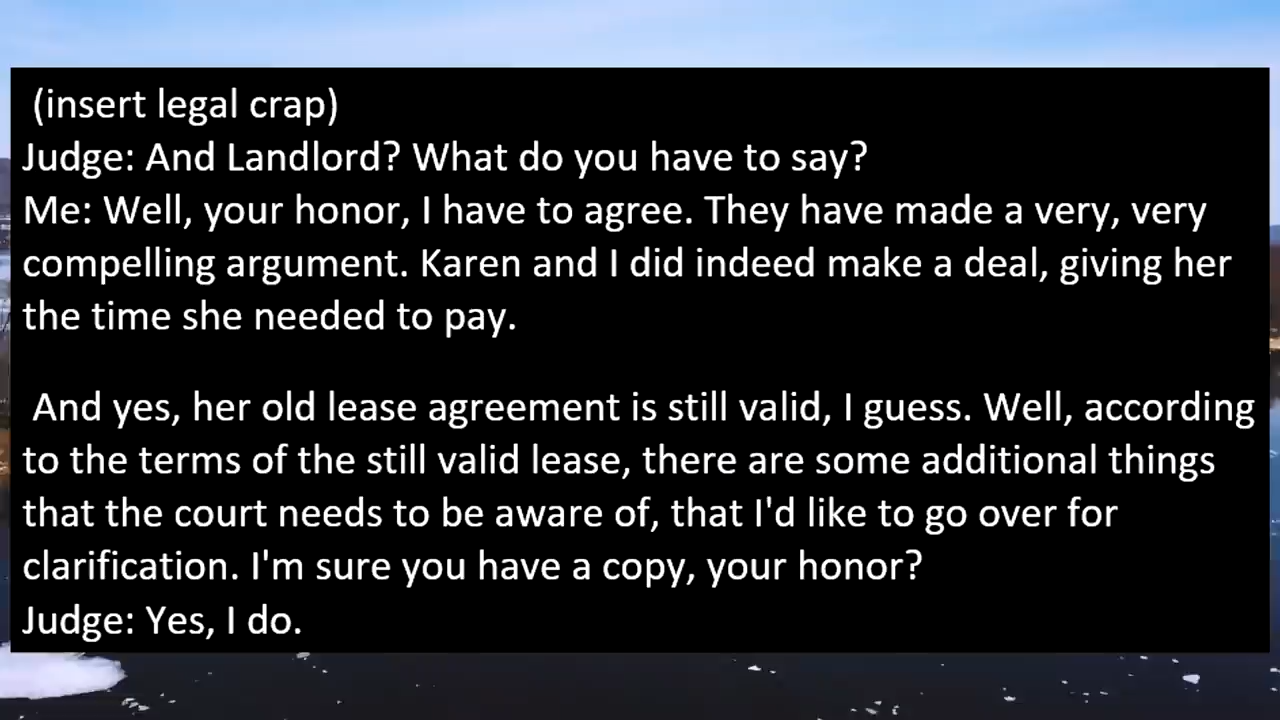 (insert legal crap)
Judge: And Landlord? What do you have to say?
Me: Well, your honor, I have to agree. They have made a very, very
compelling argument. Karen and I did indeed make a deal, giving her
the time she needed to pay.
And yes, her old lease agreement is still valid, I guess. Well, according
to the terms of the still valid lease, there are some additional things
that the court needs to be aware of, that I'd like to go over for
clarification. I'm sure you have a copy, your honor?
Judge: Yes, I do.